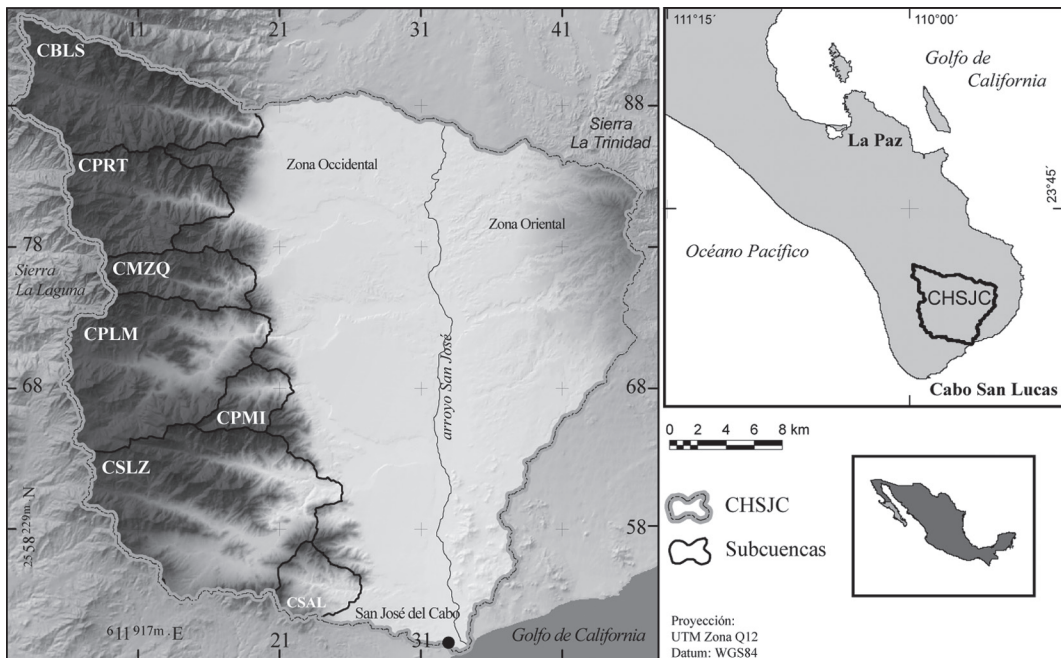 21
31
41
CBLS
88
Sierra
La Trinidad
CPRT
Zona Occidental
Zona Oriental
78
Sierra
La Laguna
CMZQ
CPLM
arroyo San José
68
68
CPMI
CSLZ
58
2558 229m. N
CSAL
San José del Cabo
611 917m. E
21
31
Golfo de California
111°15´
110°00´
Golfo de
California
La Paz
23°45´
Océano Pacífico
CHSJC
Cabo San Lucas
0 2 4 6 8 km
CHSJC
Subcuencas
Proyección:
UTM Zona Q12
Datum: WGS84